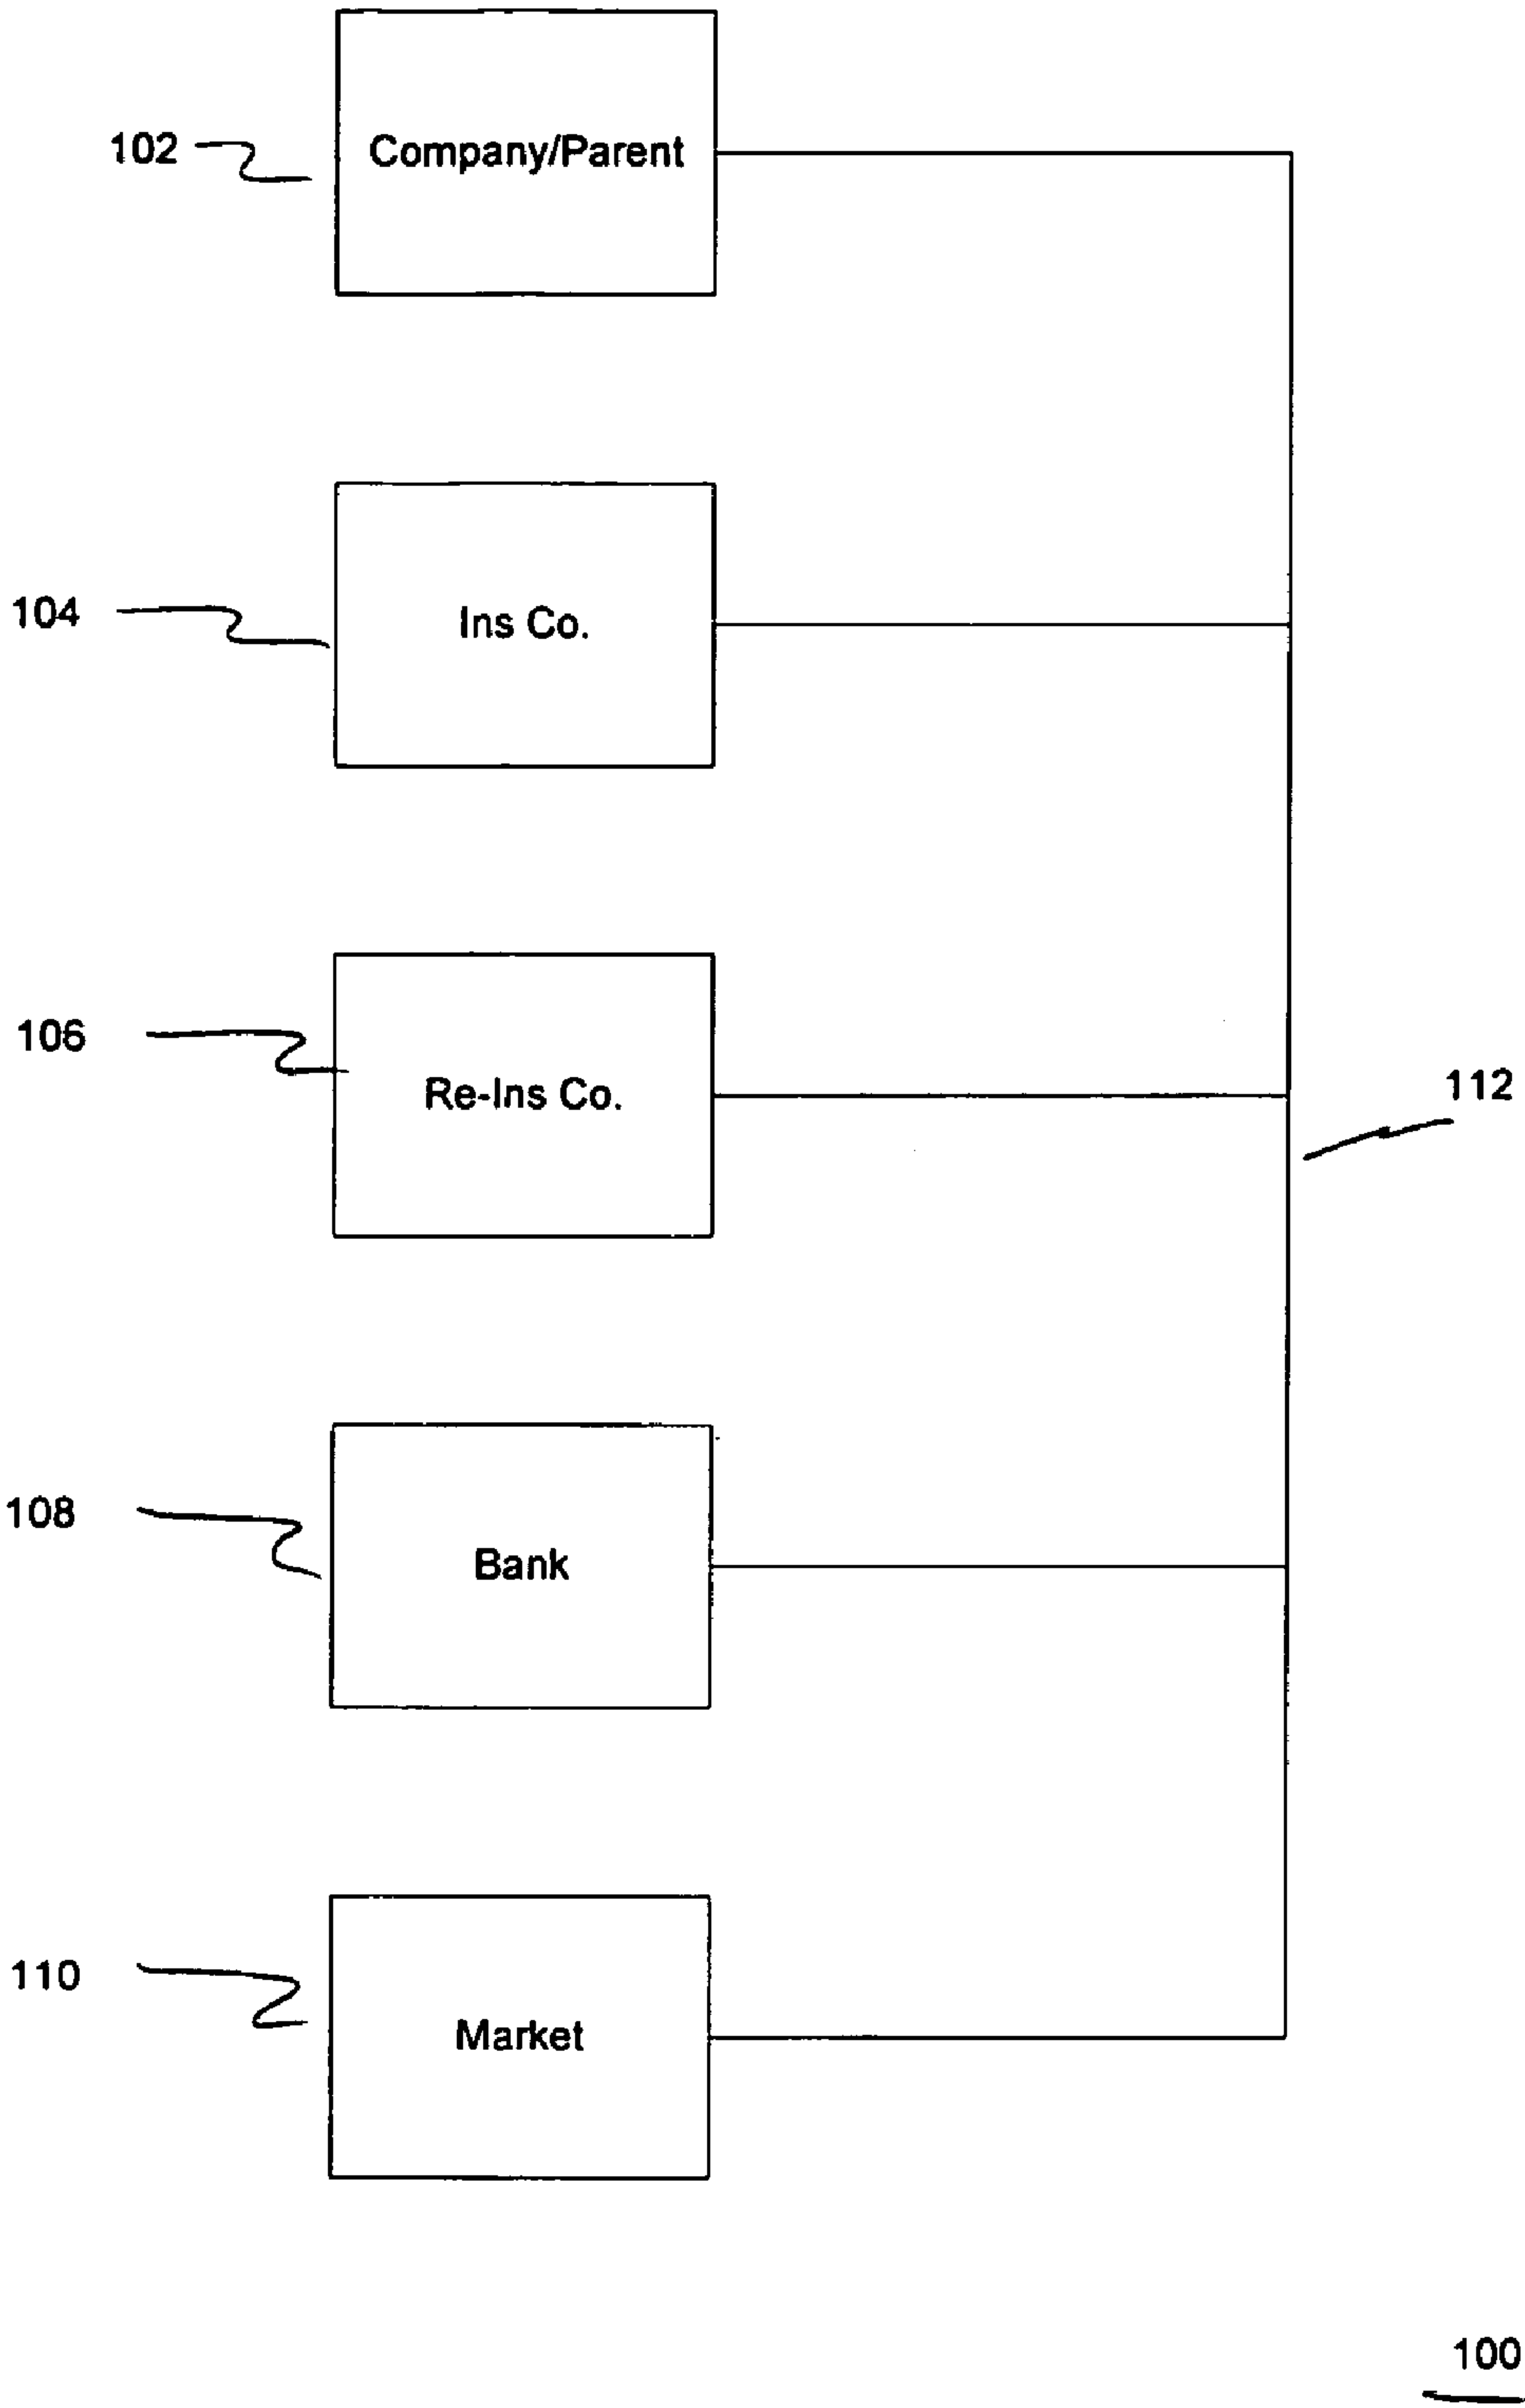 102
Company/Parent
104
Ins Co.
106
Re-Ins Co.
112
108
Bank
110
Market
100